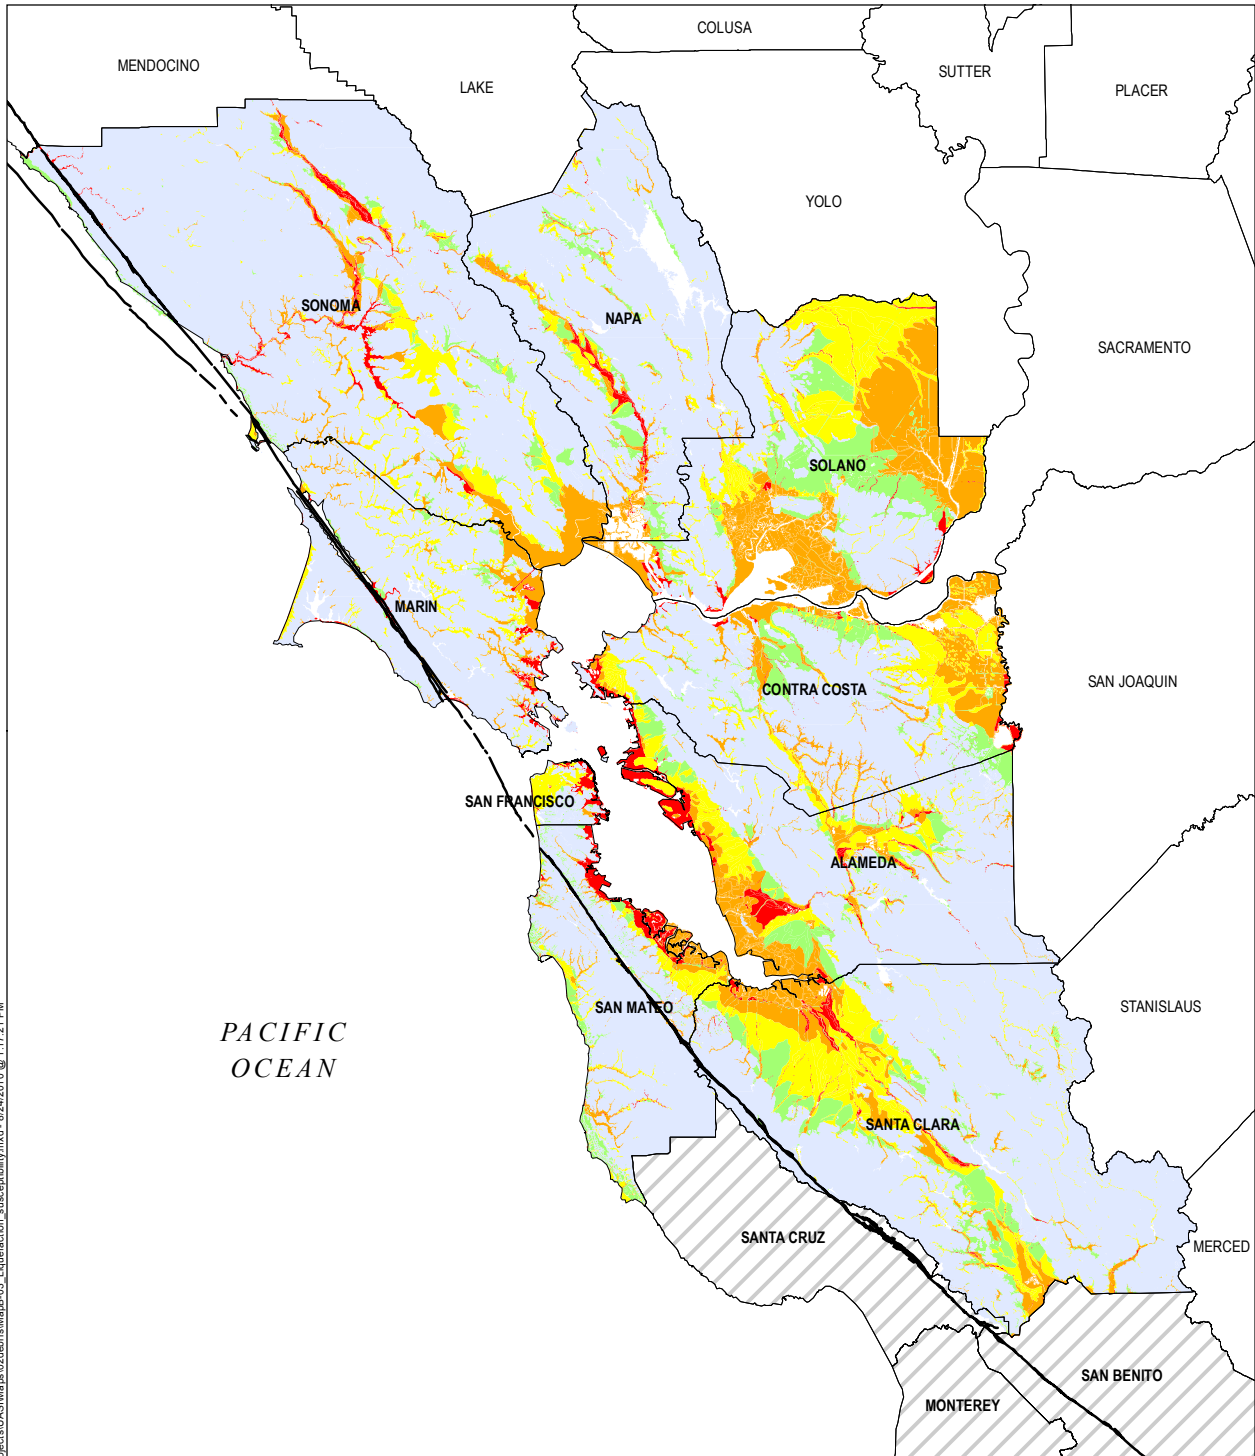 COLUSA
MENDOCINO
SUTTER
LAKE
PLACER
YOLO
SONOMA
NAPA
SACRAMENTO
SOLANO
MARIN
SAN JOAQUIN
CONTRA COSTA
SAN FRANCISCO
ALAMEDA
SAN MATEO
STANISLAUS
PACIFIC
OCEAN
SANTA CLARA
SANTA CRUZ
MERCED
SAN BENITO
MONTEREY